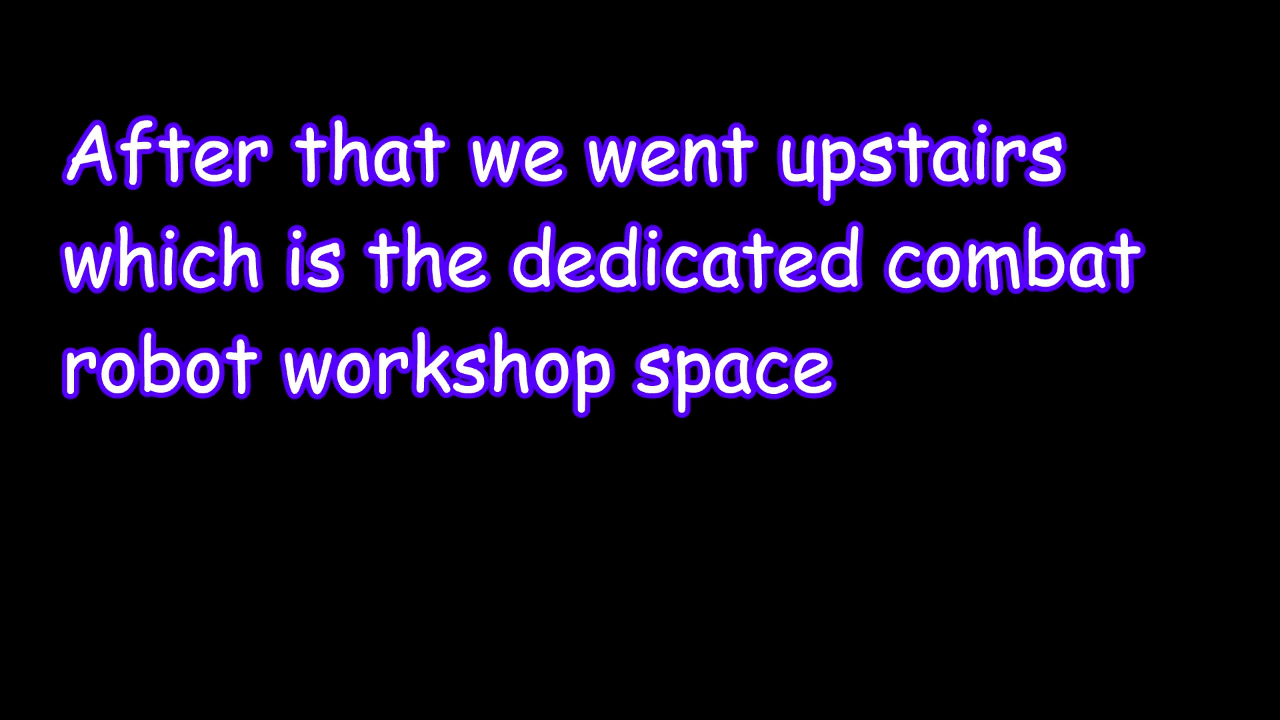 After that we went upstairs
which is the dedicated combat
robot workshop space